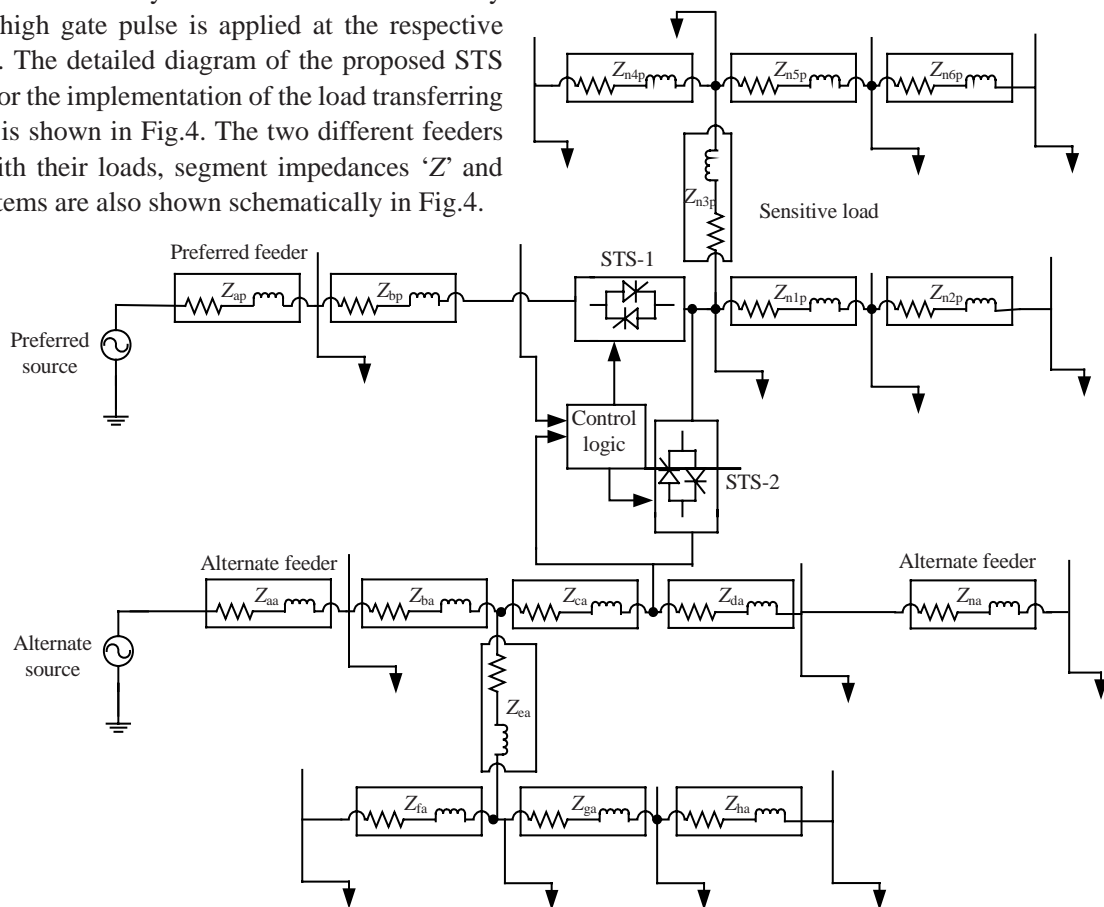 high gate pulse is applied at the respective
. The detailed diagram of the proposed STS
or the implementation of the load transferring
is shown in Fig.4. The two different feeders
ith their loads, segment impedances ‘Z’ and
tems are also shown schematically in Fig.4.
Zn4p
Zn5p
Zn6p
Zn3p
Sensitive load
Preferred feeder
STS-1
Zap
Zbp
Zn1p
Zn2p
Preferred
source
Control
logic
STS-2
Alternate feeder
Alternate feeder
Zaa
Zba
Zca
Zda
Zna
Alternate
source
Zea
Zfa
Zga
Zha